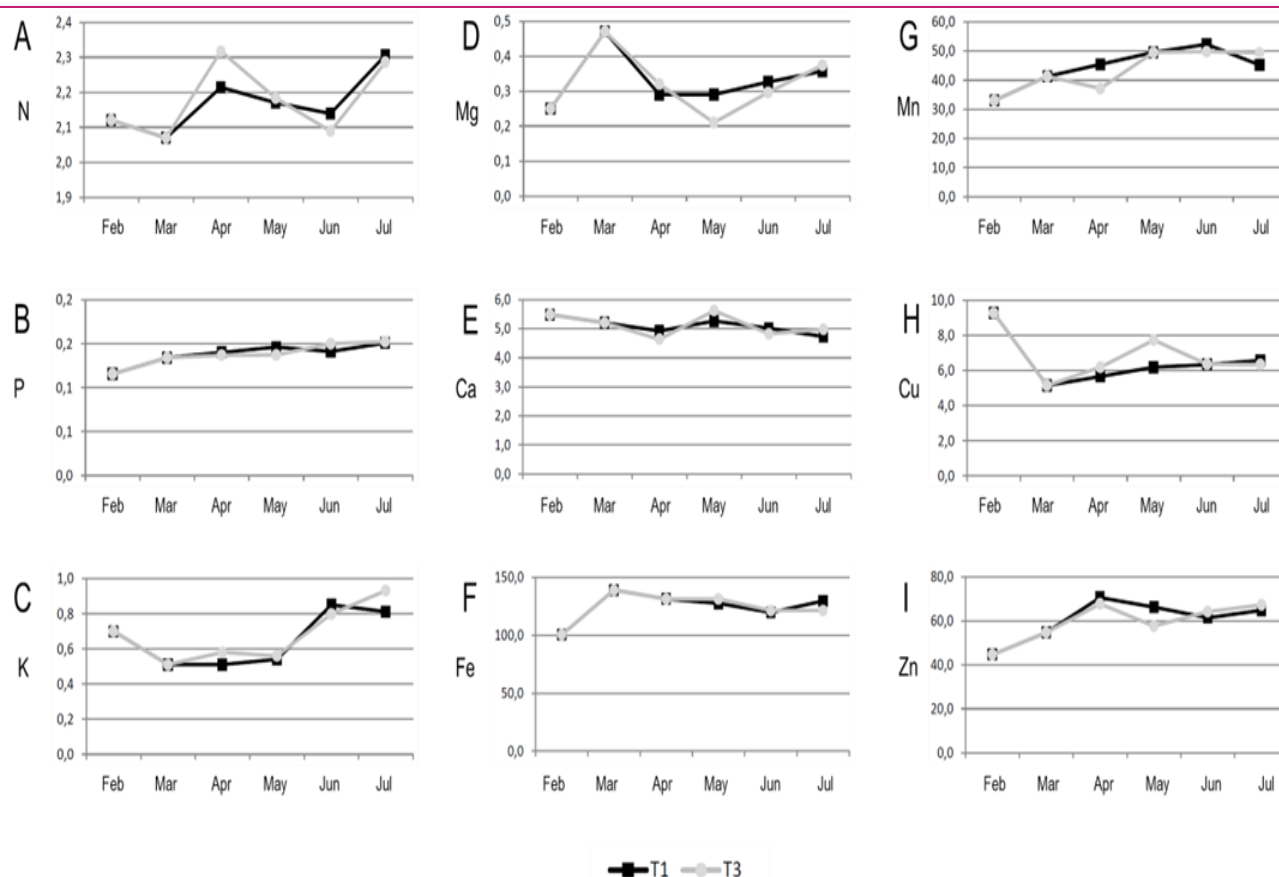 A
N
2,4
2,3
2,2
2,1
2,0
1,9
Feb Mar Apr May Jun Jul
D
Mg
0,5
0,4
0,3
0,2
0,1
0,0
Feb Mar Apr May Jun Jul
G
Mn
60,0
50,0
40,0
30,0
20,0
10,0
0,0
Feb Mar Apr May Jun Jul
B
P
0,2
0,2
0,1
0,1
0,0
Feb Mar Apr May Jun Jul
E
Ca
6,0
5,0
4,0
3,0
2,0
1,0
0,0
Feb Mar Apr May Jun Jul
H
Cu
10,0
8,0
6,0
4,0
2,0
0,0
Feb Mar Apr May Jun Jul
C
K
1,0
0,8
0,6
0,4
0,2
0,0
Feb Mar Apr May Jun Jul
F
Fe
150,0
100,0
50,0
0,0
Feb Mar Apr May Jun Jul
I
Zn
80,0
60,0
40,0
20,0
0,0
Feb Mar Apr May Jun Jul
T1 T3